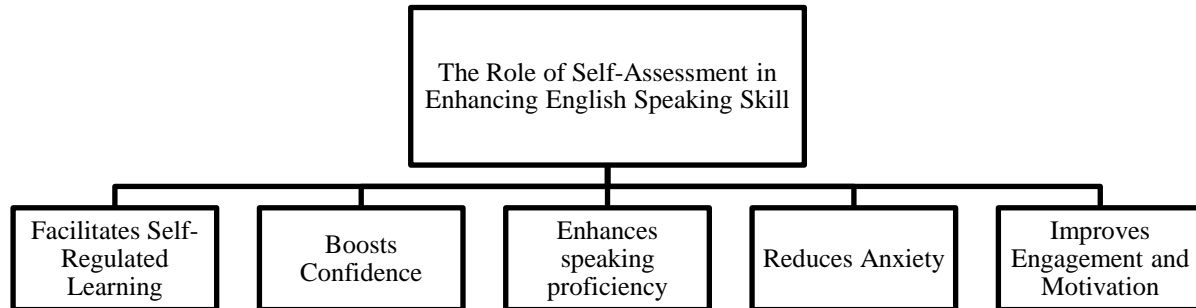 The Role of Self-Assessment in
Enhancing English Speaking Skill
Facilitates Self-
Regulated
Learning
Boosts
Confidence
Enhances
speaking
proficiency
Reduces Anxiety
Improves
Engagement and
Motivation